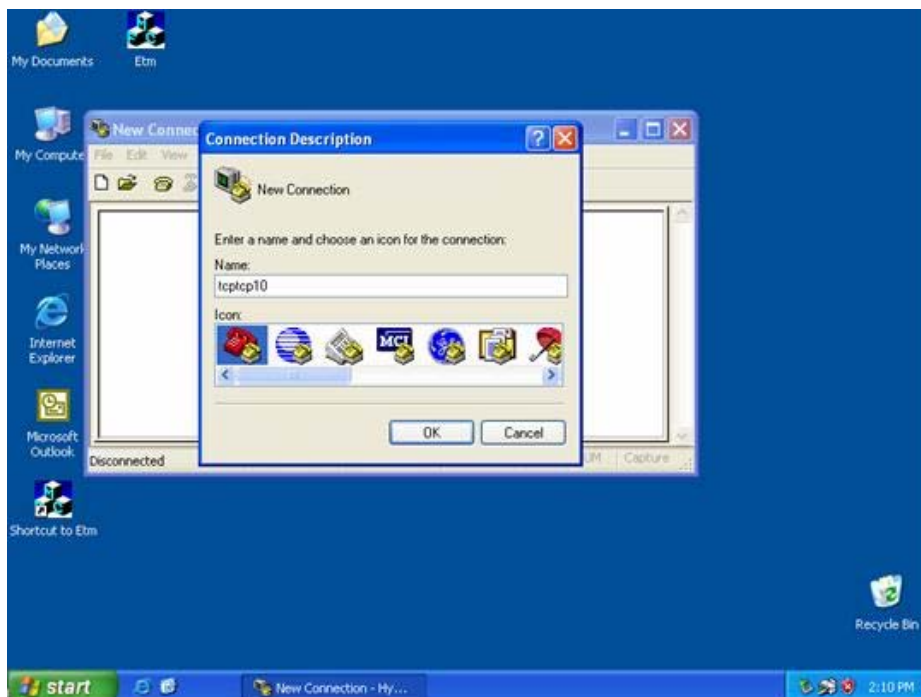 My Documents
Etm
My Compute
New Connec
File Edit View
Connection Description
New Connection
Enter a name and choose an icon for the connection:
Name:
tcptcp10
Icon:
MCI
OK
Cancel
My Network
Places
Internet
Explorer
Microsoft
Outlook
Disconnected
UM
Capture
Shortcut to Etm
Recycle Bin
start
New Connection - Hy...
2:10 PM